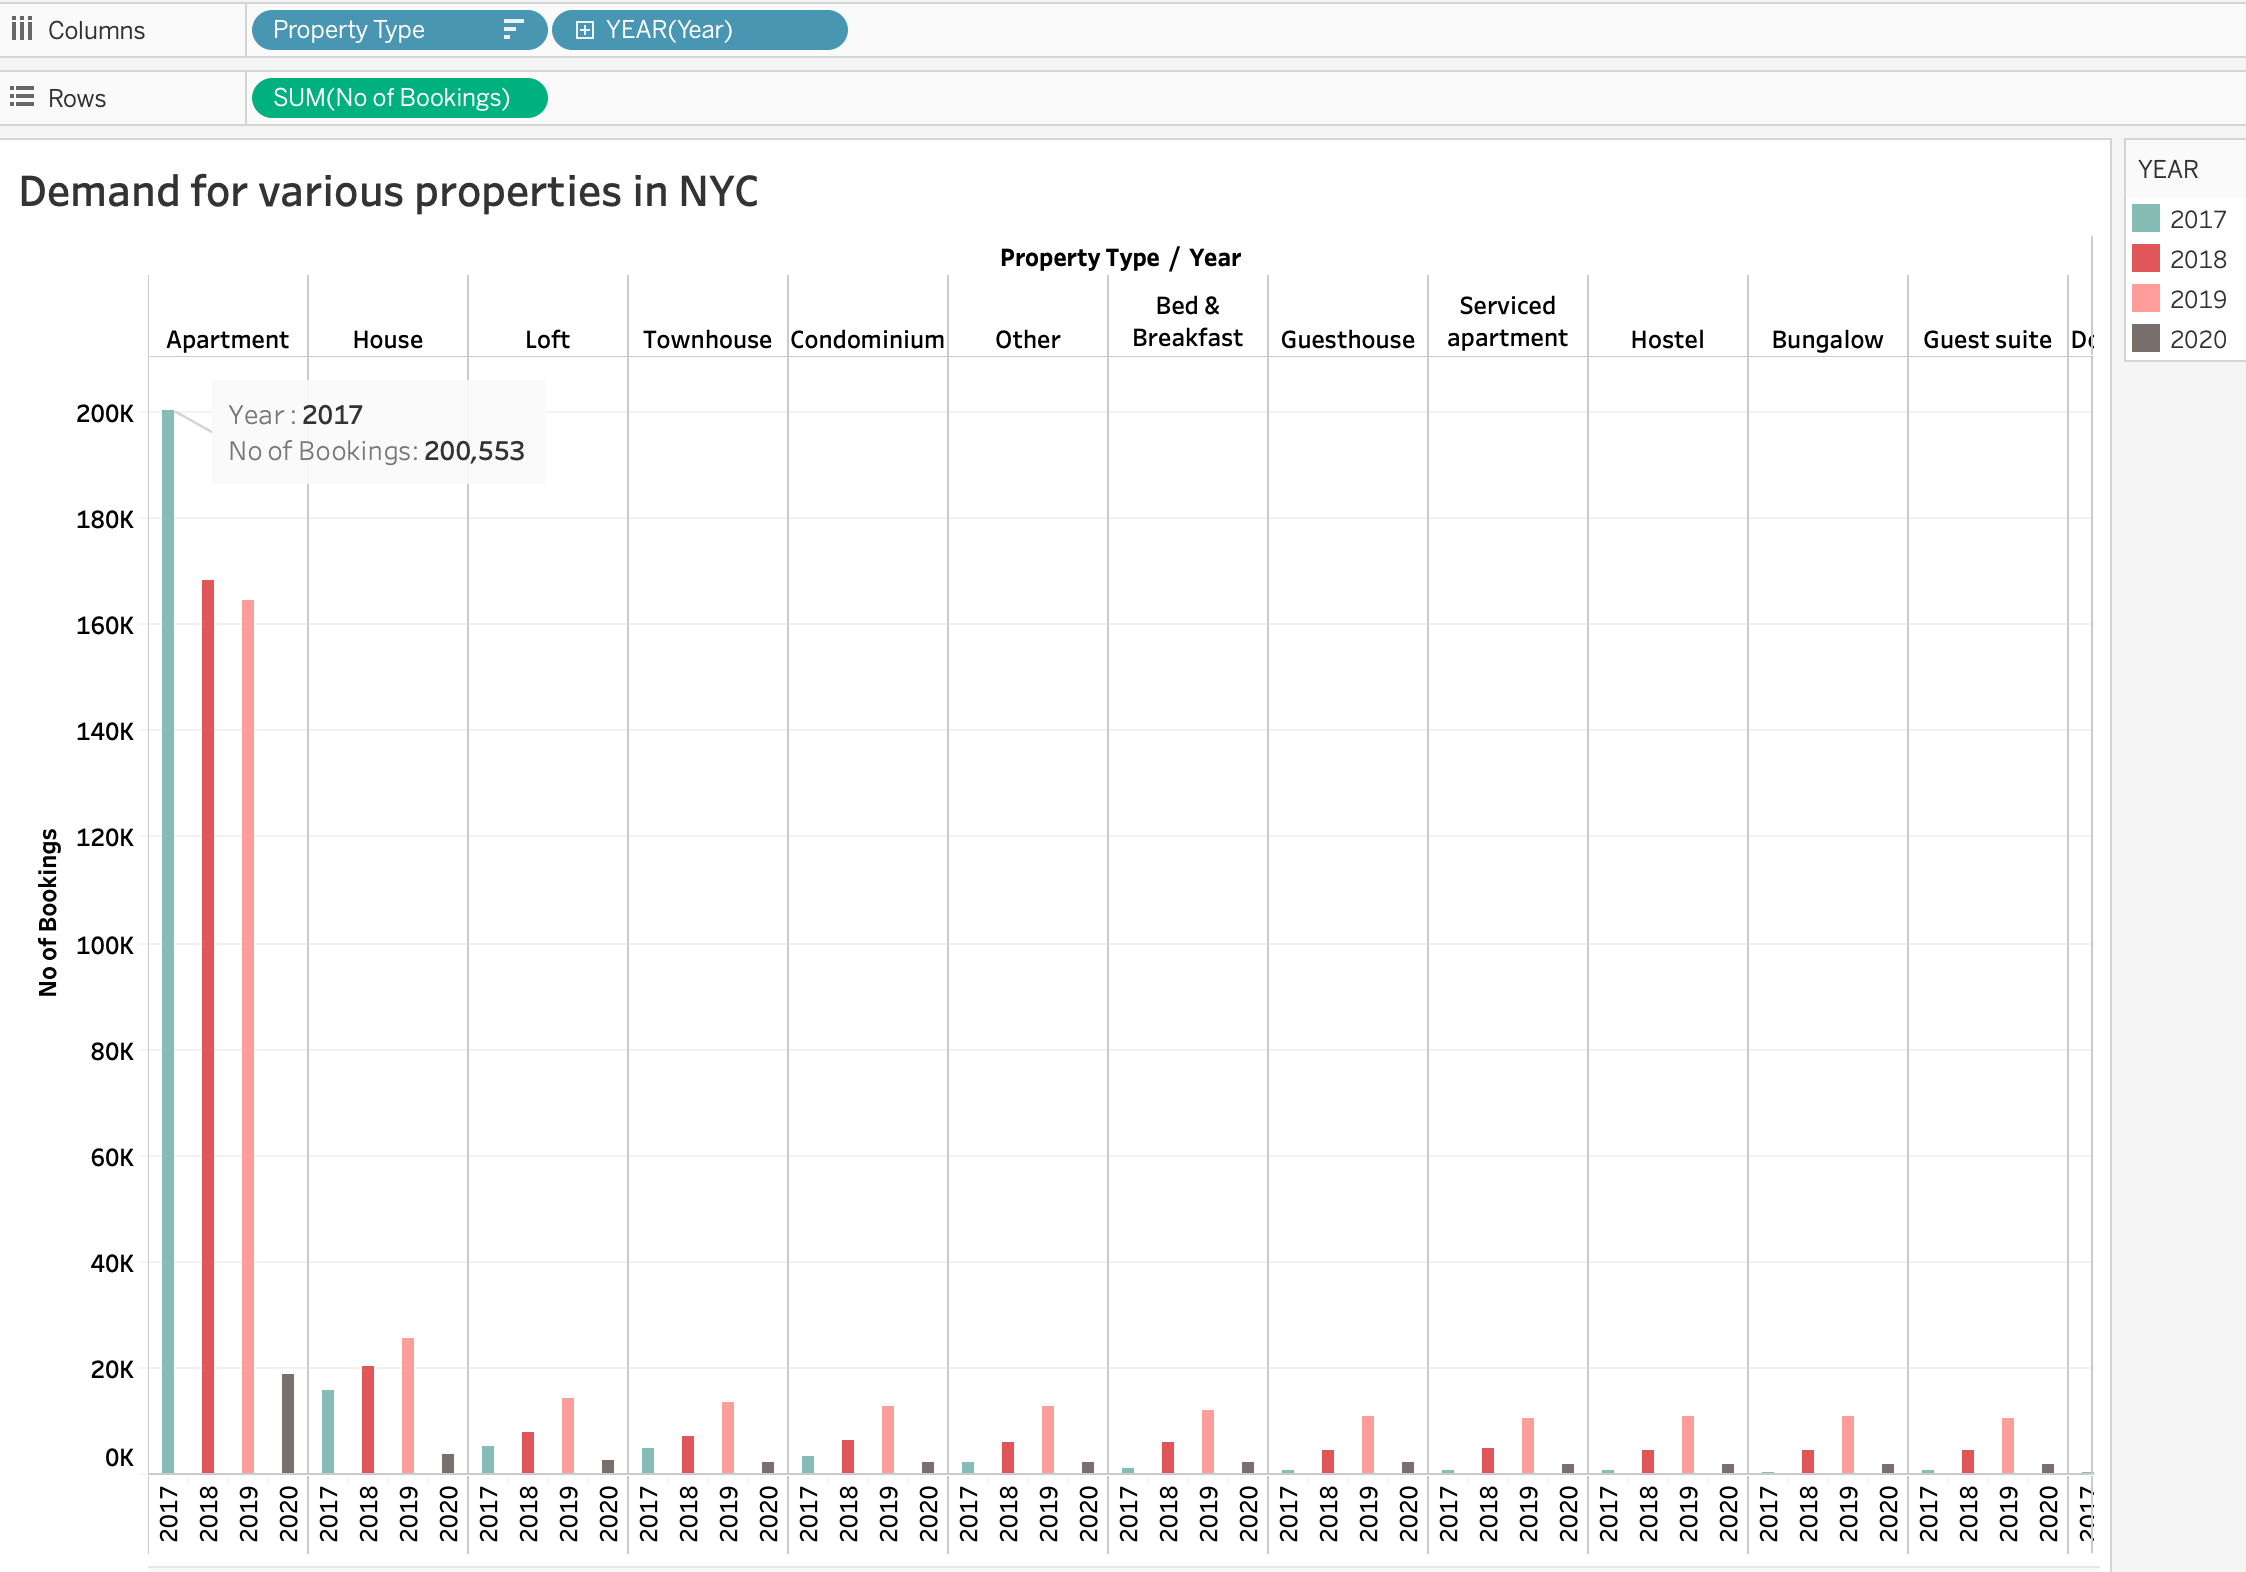 Columns
Property Type
YEAR(Year)
Rows
SUM(No of Bookings)
Demand for various properties in NYC
YEAR
2017
2018
2019
2020
Property Type / Year
Apartment
House
Loft
Townhouse
Condominium
Other
Bed &
Breakfast
Guesthouse
Serviced
apartment
Hostel
Bungalow
Guest suite
Year : 2017
No of Bookings: 200,553
No of Bookings
200K
180K
160K
140K
120K
100K
80K
60K
40K
20K
0K
2017 2018 2019 2020 2017 2018 2019 2020 2017 2018 2019 2020 2017 2018 2019 2020 2017 2018 2019 2020 2017 2018 2019 2020 2017 2018 2019 2020 2017 2018 2019 2020 2017 2018 2019 2020 2017 2018 2019 2020 2017 2018 2019 2020 2017 2018 2019 2020 2017